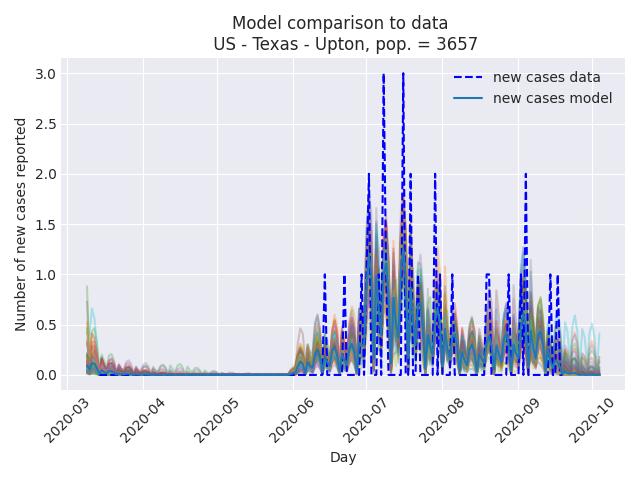 Model comparison to data
US - Texas - Upton, pop. = 3657
new cases data
new cases model
Number of new cases reported
3.0
2.5
2.0
1.5
1.0
0.5
0.0
2020-03
2020-04
2020-05
2020-06
2020-07
2020-08
2020-09
2020-10
Day